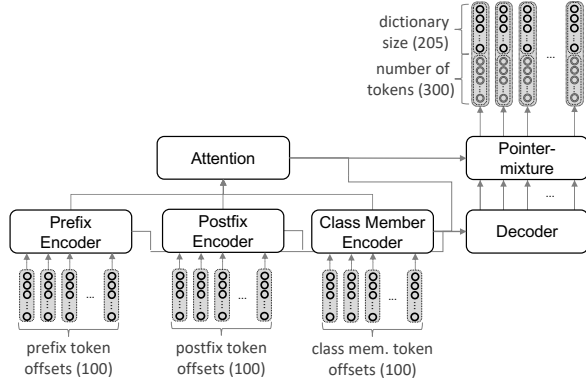 dictionary
size (205)
number of
tokens (300)
...
Attention
Pointer-
mixture
...
Prefix
Encoder
Postfix
Encoder
Class Member
Encoder
Decoder
...
...
...
prefix token
offsets (100)
postfix token
offsets (100)
class mem. token
offsets (100)